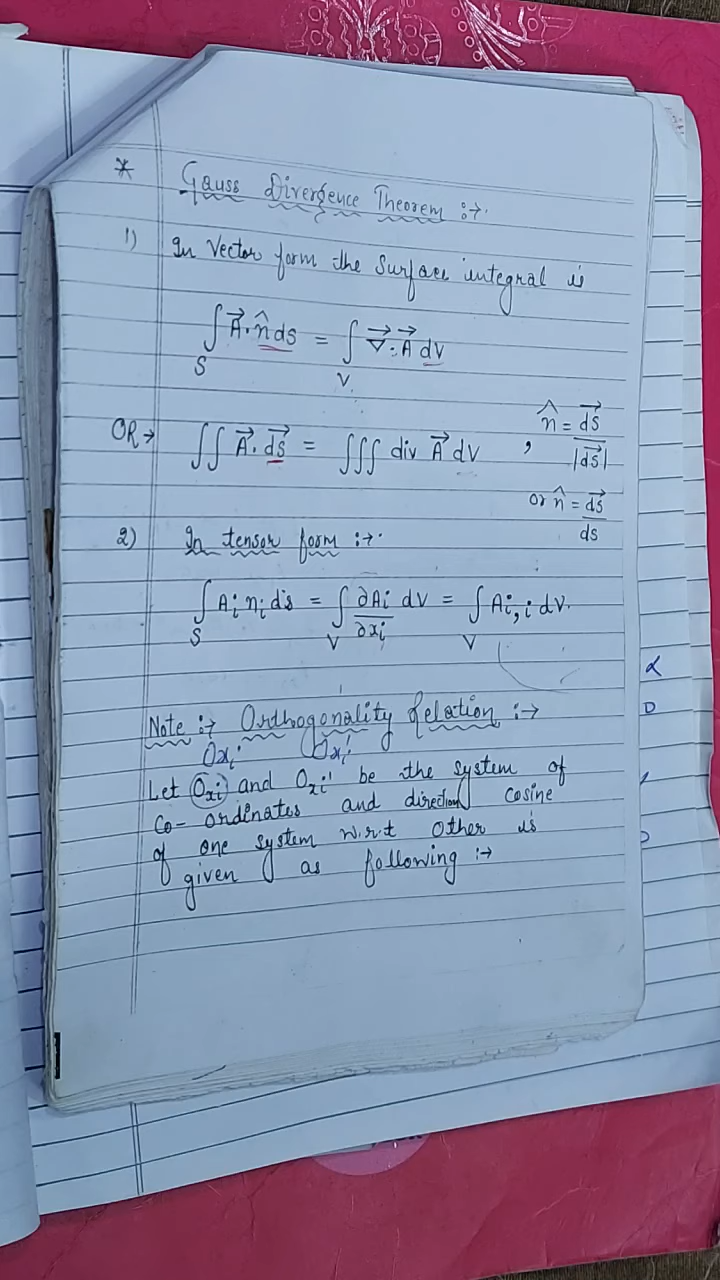 * Gauss Divergence Theorem :→.
1) In Vector form the Surface integral is
∫S A⃗.n̂ ds = ∫V ∇⃗.A⃗ dV
OR → ∫∫ A⃗.ds⃗ = ∫∫∫ div A⃗ dV , n̂ = ds⃗/|ds⃗|
or n̂ = ds⃗/ds
2) In tensor form :→.
∫S Ai ni ds = ∫V ∂Ai/∂xi dV = ∫V Ai,i dV.
Note :→ Orthogonality Relation :→
Oxi Oxi'
Let Oxi and Oxi' be the system of
Co-ordinates and direction cosine
of one system w.r.t other is
given as following :→
α
D